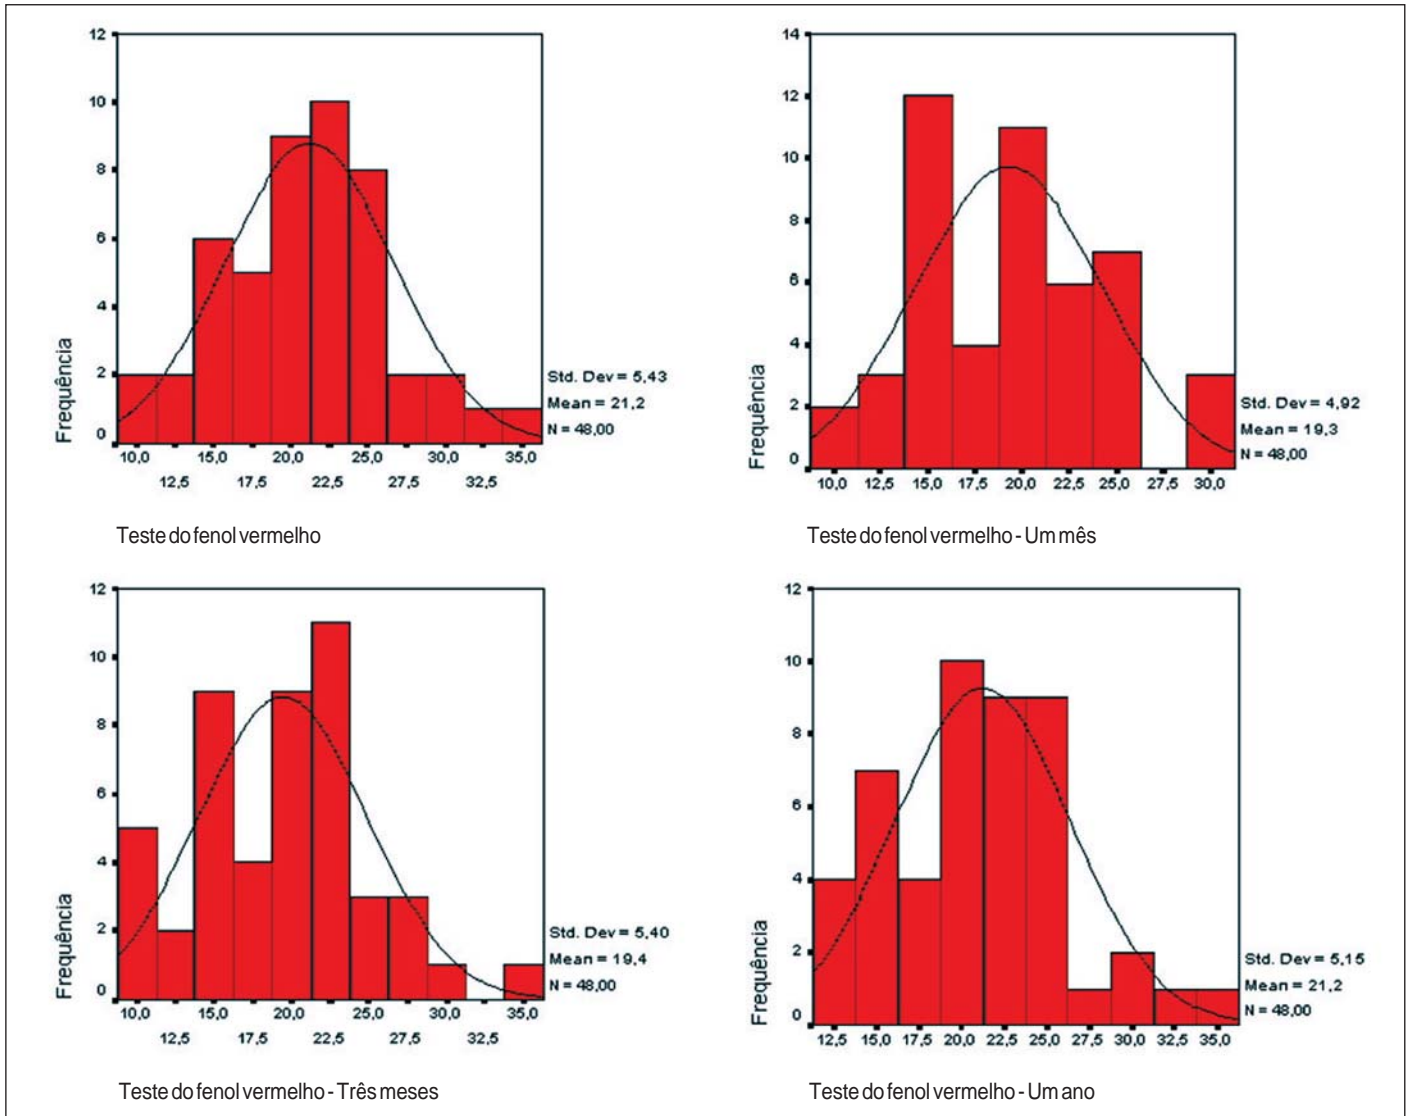 12
10
8
6
4
2
0
Frequência
10,0 15,0 20,0 25,0 30,0 35,0
12,5 17,5 22,5 27,5 32,5
Std. Dev = 5,43
Mean = 21,2
N = 48,00
Teste do fenol vermelho
14
12
10
8
6
4
2
0
Frequência
10,0 12,5 15,0 17,5 20,0 22,5 25,0 27,5 30,0
Std. Dev = 4,92
Mean = 19,3
N = 48,00
Teste do fenol vermelho - Um mês
12
10
8
6
4
2
0
Frequência
10,0 15,0 20,0 25,0 30,0 35,0
12,5 17,5 22,5 27,5 32,5
Std. Dev = 5,40
Mean = 19,4
N = 48,00
Teste do fenol vermelho - Três meses
12
10
8
6
4
2
0
Frequência
12,5 15,0 17,5 20,0 22,5 25,0 27,5 30,0 32,5 35,0
Std. Dev = 5,15
Mean = 21,2
N = 48,00
Teste do fenol vermelho - Um ano